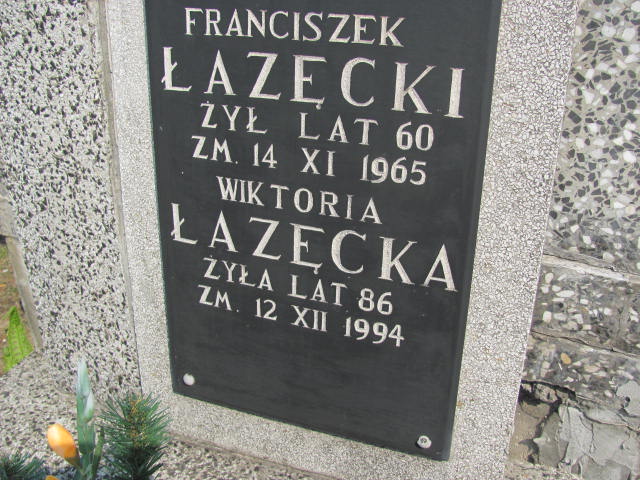 FRANCISZEK
ŁAZĘCKI
ŻYŁ LAT 60
ZM. 14 XI 1965
WIKTORIA
ŁAZĘCKA
ŻYŁA LAT 86
ZM. 12 XII 1994